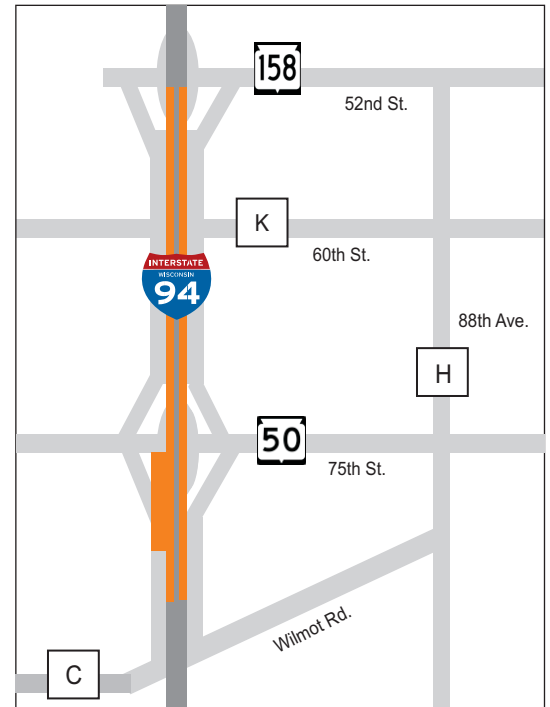 158
52nd St.
K
60th St.
INTERSTATE
WISCONSIN
94
88th Ave.
H
50
75th St.
Wilmot Rd.
C